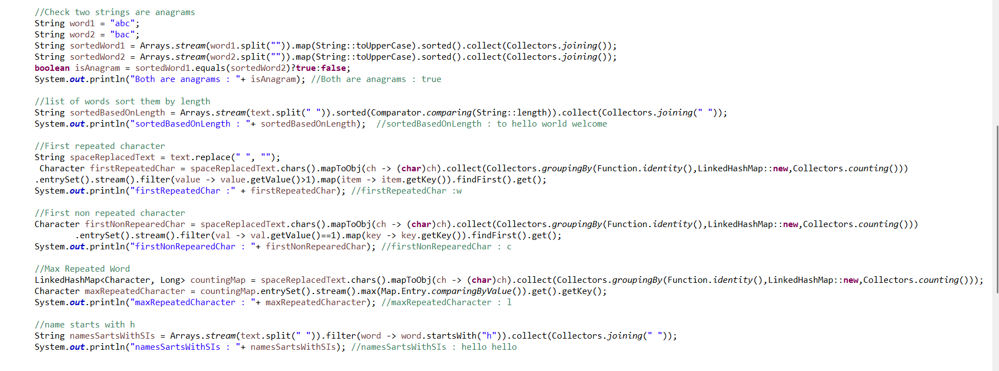 //Check two strings are anagrams
String word1 = "abc";
String word2 = "bac";
String sortedWord1 = Arrays.stream(word1.split("")).map(String::toUpperCase).sorted().collect(Collectors.joining());
String sortedWord2 = Arrays.stream(word2.split("")).map(String::toUpperCase).sorted().collect(Collectors.joining());
boolean isAnagram = sortedWord1.equals(sortedWord2)?true:false;
System.out.println("Both are anagrams : "+ isAnagram); //Both are anagrams : true
//list of words sort them by length
String sortedBasedOnLength = Arrays.stream(text.split(" ")).sorted(Comparator.comparing(String::length)).collect(Collectors.joining(" "));
System.out.println("sortedBasedOnLength : "+ sortedBasedOnLength);  //sortedBasedOnLength : to hello world welcome
//First repeated character
String spaceReplacedText = text.replace(" ", "");
 Character firstRepeatedChar = spaceReplacedText.chars().mapToObj(ch -> (char)ch).collect(Collectors.groupingBy(Function.identity(),LinkedHashMap::new,Collectors.counting()))
.entrySet().stream().filter(value -> value.getValue()>1).map(item -> item.getKey()).findFirst().get();
System.out.println("firstRepeatedChar :" + firstRepeatedChar); //firstRepeatedChar :w
//First non repeated character
Character firstNonRepearedChar = spaceReplacedText.chars().mapToObj(ch -> (char)ch).collect(Collectors.groupingBy(Function.identity(),LinkedHashMap::new,Collectors.counting()))
        .entrySet().stream().filter(val -> val.getValue()==1).map(key -> key.getKey()).findFirst().get();
System.out.println("firstNonRepearedChar : "+ firstNonRepearedChar); //firstNonRepearedChar : c
//Max Repeated Word
LinkedHashMap<Character, Long> countingMap = spaceReplacedText.chars().mapToObj(ch -> (char)ch).collect(Collectors.groupingBy(Function.identity(),LinkedHashMap::new,Collectors.counting()));
Character maxRepeatedCharacter = countingMap.entrySet().stream().max(Map.Entry.comparingByValue()).get().getKey();
System.out.println("maxRepeatedCharacter : "+ maxRepeatedCharacter); //maxRepeatedCharacter : l
//name starts with h
String namesSartsWithSIs = Arrays.stream(text.split(" ")).filter(word -> word.startsWith("h")).collect(Collectors.joining(" "));
System.out.println("namesSartsWithSIs : "+ namesSartsWithSIs); //namesSartsWithSIs : hello hello